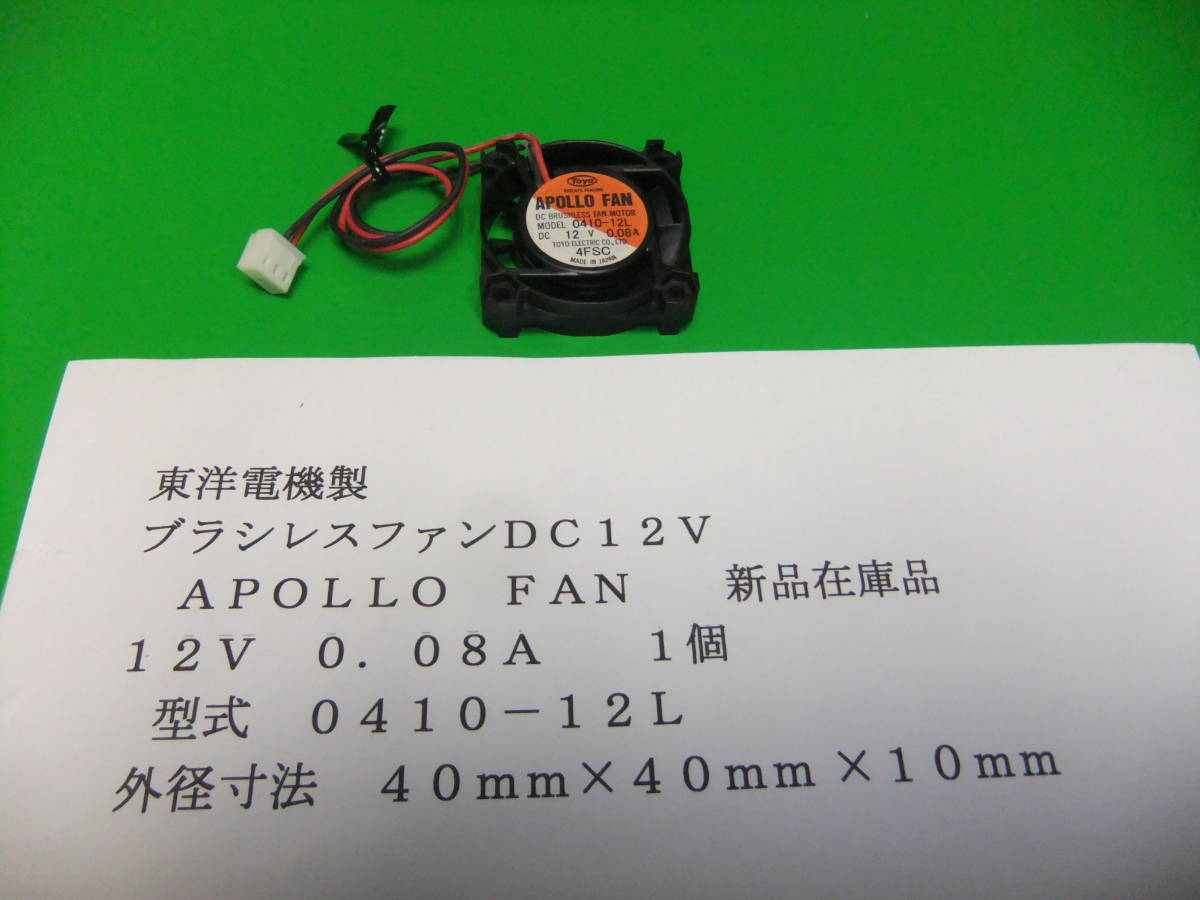 Toyo
PATENTS PENDING
APOLLO FAN
DC BRUSHLESS FAN MOTOR
MODEL 0410-12L
DC 12 V 0.08A
TOYO ELECTRIC CO., LTD.
4FSC
MADE IN JAPAN
東洋電機製
ブラシレスファンDC12V
APOLLO FAN 新品在庫品
12V 0.08A 1個
型式 0410-12L
外径寸法 40mm×40mm×10mm